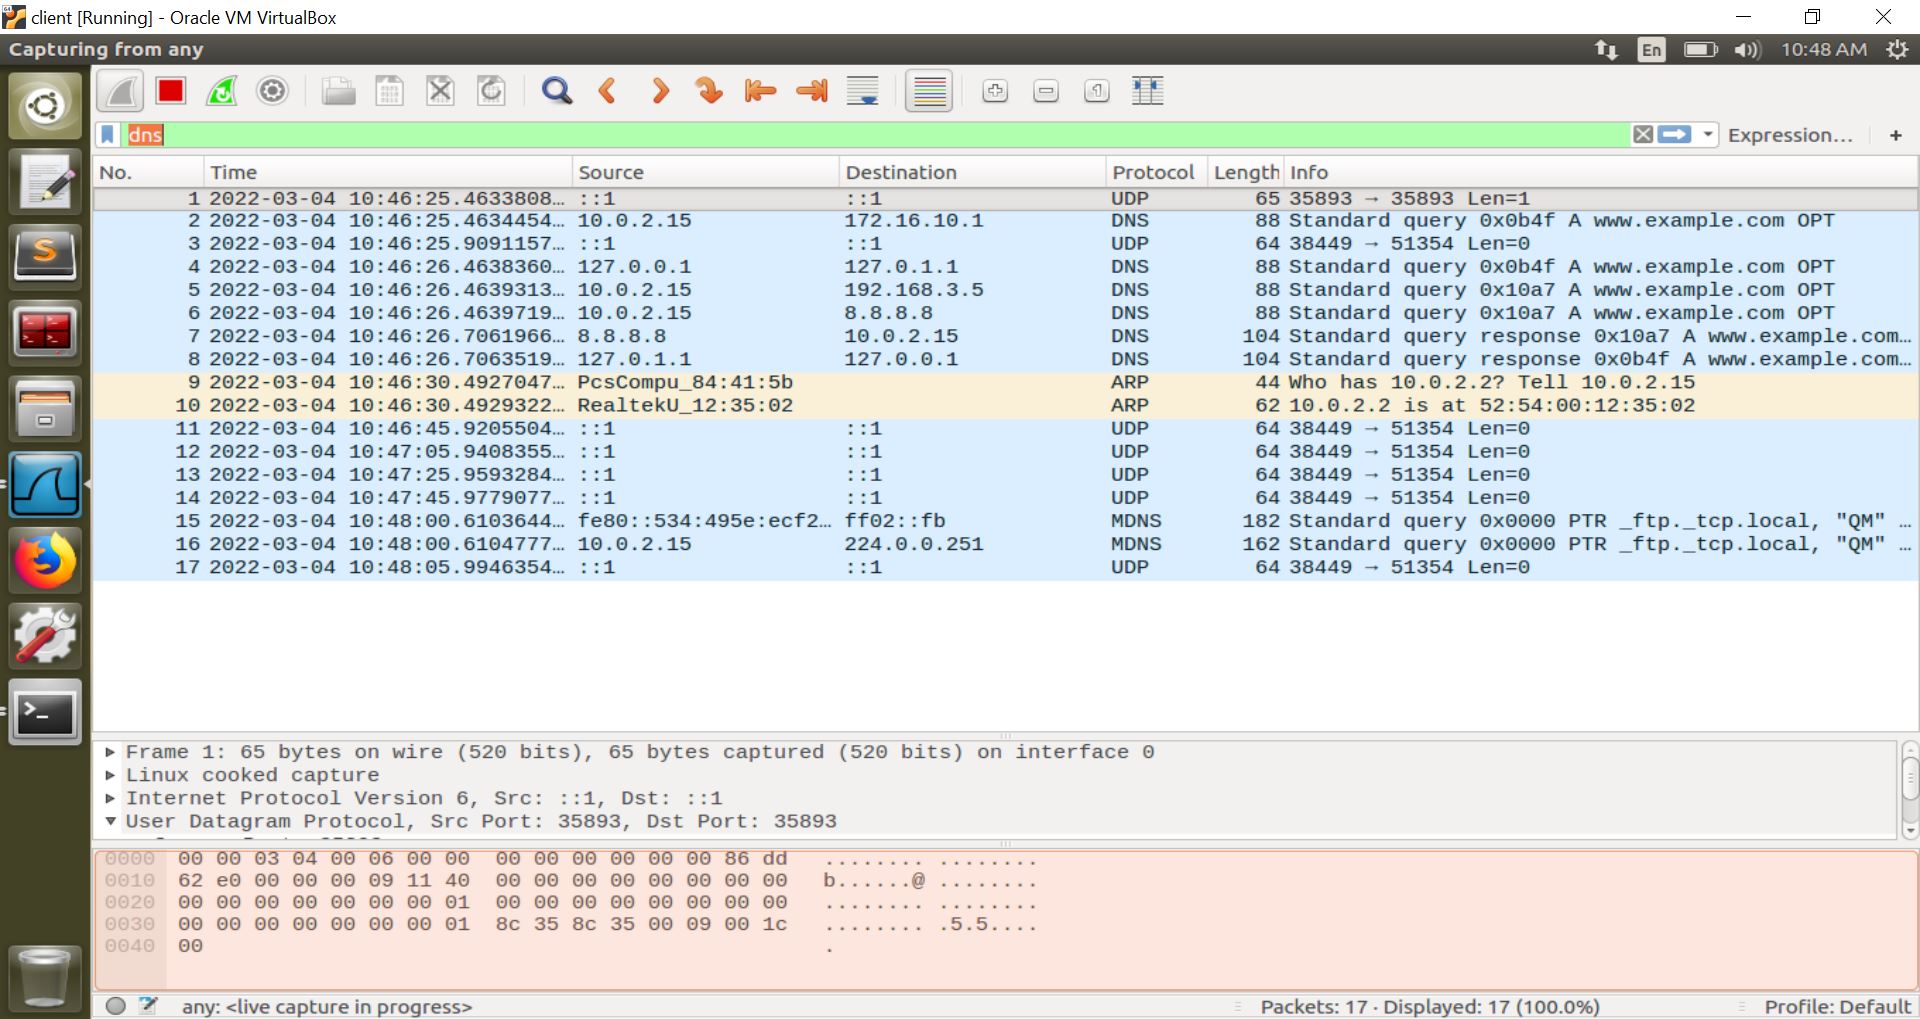 client [Running] - Oracle VM VirtualBox
Capturing from any
En
10:48 AM
dns
Expression… +
No. Time Source Destination Protocol Length Info
1 2022-03-04 10:46:25.4633808… ::1 ::1 UDP 65 35893 → 35893 Len=1
2 2022-03-04 10:46:25.4634454… 10.0.2.15 172.16.10.1 DNS 88 Standard query 0x0b4f A www.example.com OPT
3 2022-03-04 10:46:25.9091157… ::1 ::1 UDP 64 38449 → 51354 Len=0
4 2022-03-04 10:46:26.4638360… 127.0.0.1 127.0.1.1 DNS 88 Standard query 0x0b4f A www.example.com OPT
5 2022-03-04 10:46:26.4639313… 10.0.2.15 192.168.3.5 DNS 88 Standard query 0x10a7 A www.example.com OPT
6 2022-03-04 10:46:26.4639719… 10.0.2.15 8.8.8.8 DNS 88 Standard query 0x10a7 A www.example.com OPT
7 2022-03-04 10:46:26.7061966… 8.8.8.8 10.0.2.15 DNS 104 Standard query response 0x10a7 A www.example.com…
8 2022-03-04 10:46:26.7063519… 127.0.1.1 127.0.0.1 DNS 104 Standard query response 0x0b4f A www.example.com…
9 2022-03-04 10:46:30.4927047… PcsCompu_84:41:5b ARP 44 Who has 10.0.2.2? Tell 10.0.2.15
10 2022-03-04 10:46:30.4929322… RealtekU_12:35:02 ARP 62 10.0.2.2 is at 52:54:00:12:35:02
11 2022-03-04 10:46:45.9205504… ::1 ::1 UDP 64 38449 → 51354 Len=0
12 2022-03-04 10:47:05.9408355… ::1 ::1 UDP 64 38449 → 51354 Len=0
13 2022-03-04 10:47:25.9593284… ::1 ::1 UDP 64 38449 → 51354 Len=0
14 2022-03-04 10:47:45.9779077… ::1 ::1 UDP 64 38449 → 51354 Len=0
15 2022-03-04 10:48:00.6103644… fe80::534:495e:ecf2… ff02::fb MDNS 182 Standard query 0x0000 PTR _ftp._tcp.local, "QM" …
16 2022-03-04 10:48:00.6104777… 10.0.2.15 224.0.0.251 MDNS 162 Standard query 0x0000 PTR _ftp._tcp.local, "QM" …
17 2022-03-04 10:48:05.9946354… ::1 ::1 UDP 64 38449 → 51354 Len=0
Frame 1: 65 bytes on wire (520 bits), 65 bytes captured (520 bits) on interface 0
Linux cooked capture
Internet Protocol Version 6, Src: ::1, Dst: ::1
User Datagram Protocol, Src Port: 35893, Dst Port: 35893
0000 00 00 03 04 00 06 00 00 00 00 00 00 00 00 86 dd ........ ........
0010 62 e0 00 00 00 09 11 40 00 00 00 00 00 00 00 00 b......@ ........
0020 00 00 00 00 00 00 00 01 00 00 00 00 00 00 00 00 ........ ........
0030 00 00 00 00 00 00 00 01 8c 35 8c 35 00 09 00 1c ........ .5.5....
0040 00 .
any: <live capture in progress>
Packets: 17 · Displayed: 17 (100.0%)
Profile: Default